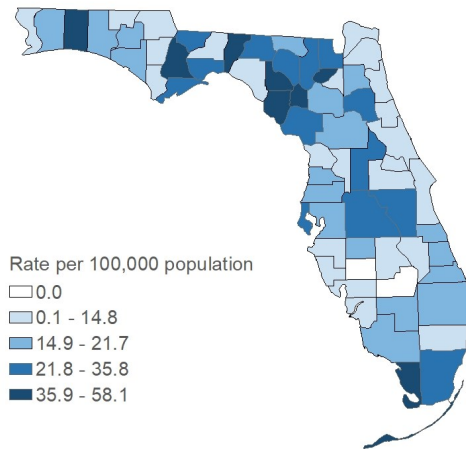 Rate per 100,000 population
0.0
0.1 - 14.8
14.9 - 21.7
21.8 - 35.8
35.9 - 58.1